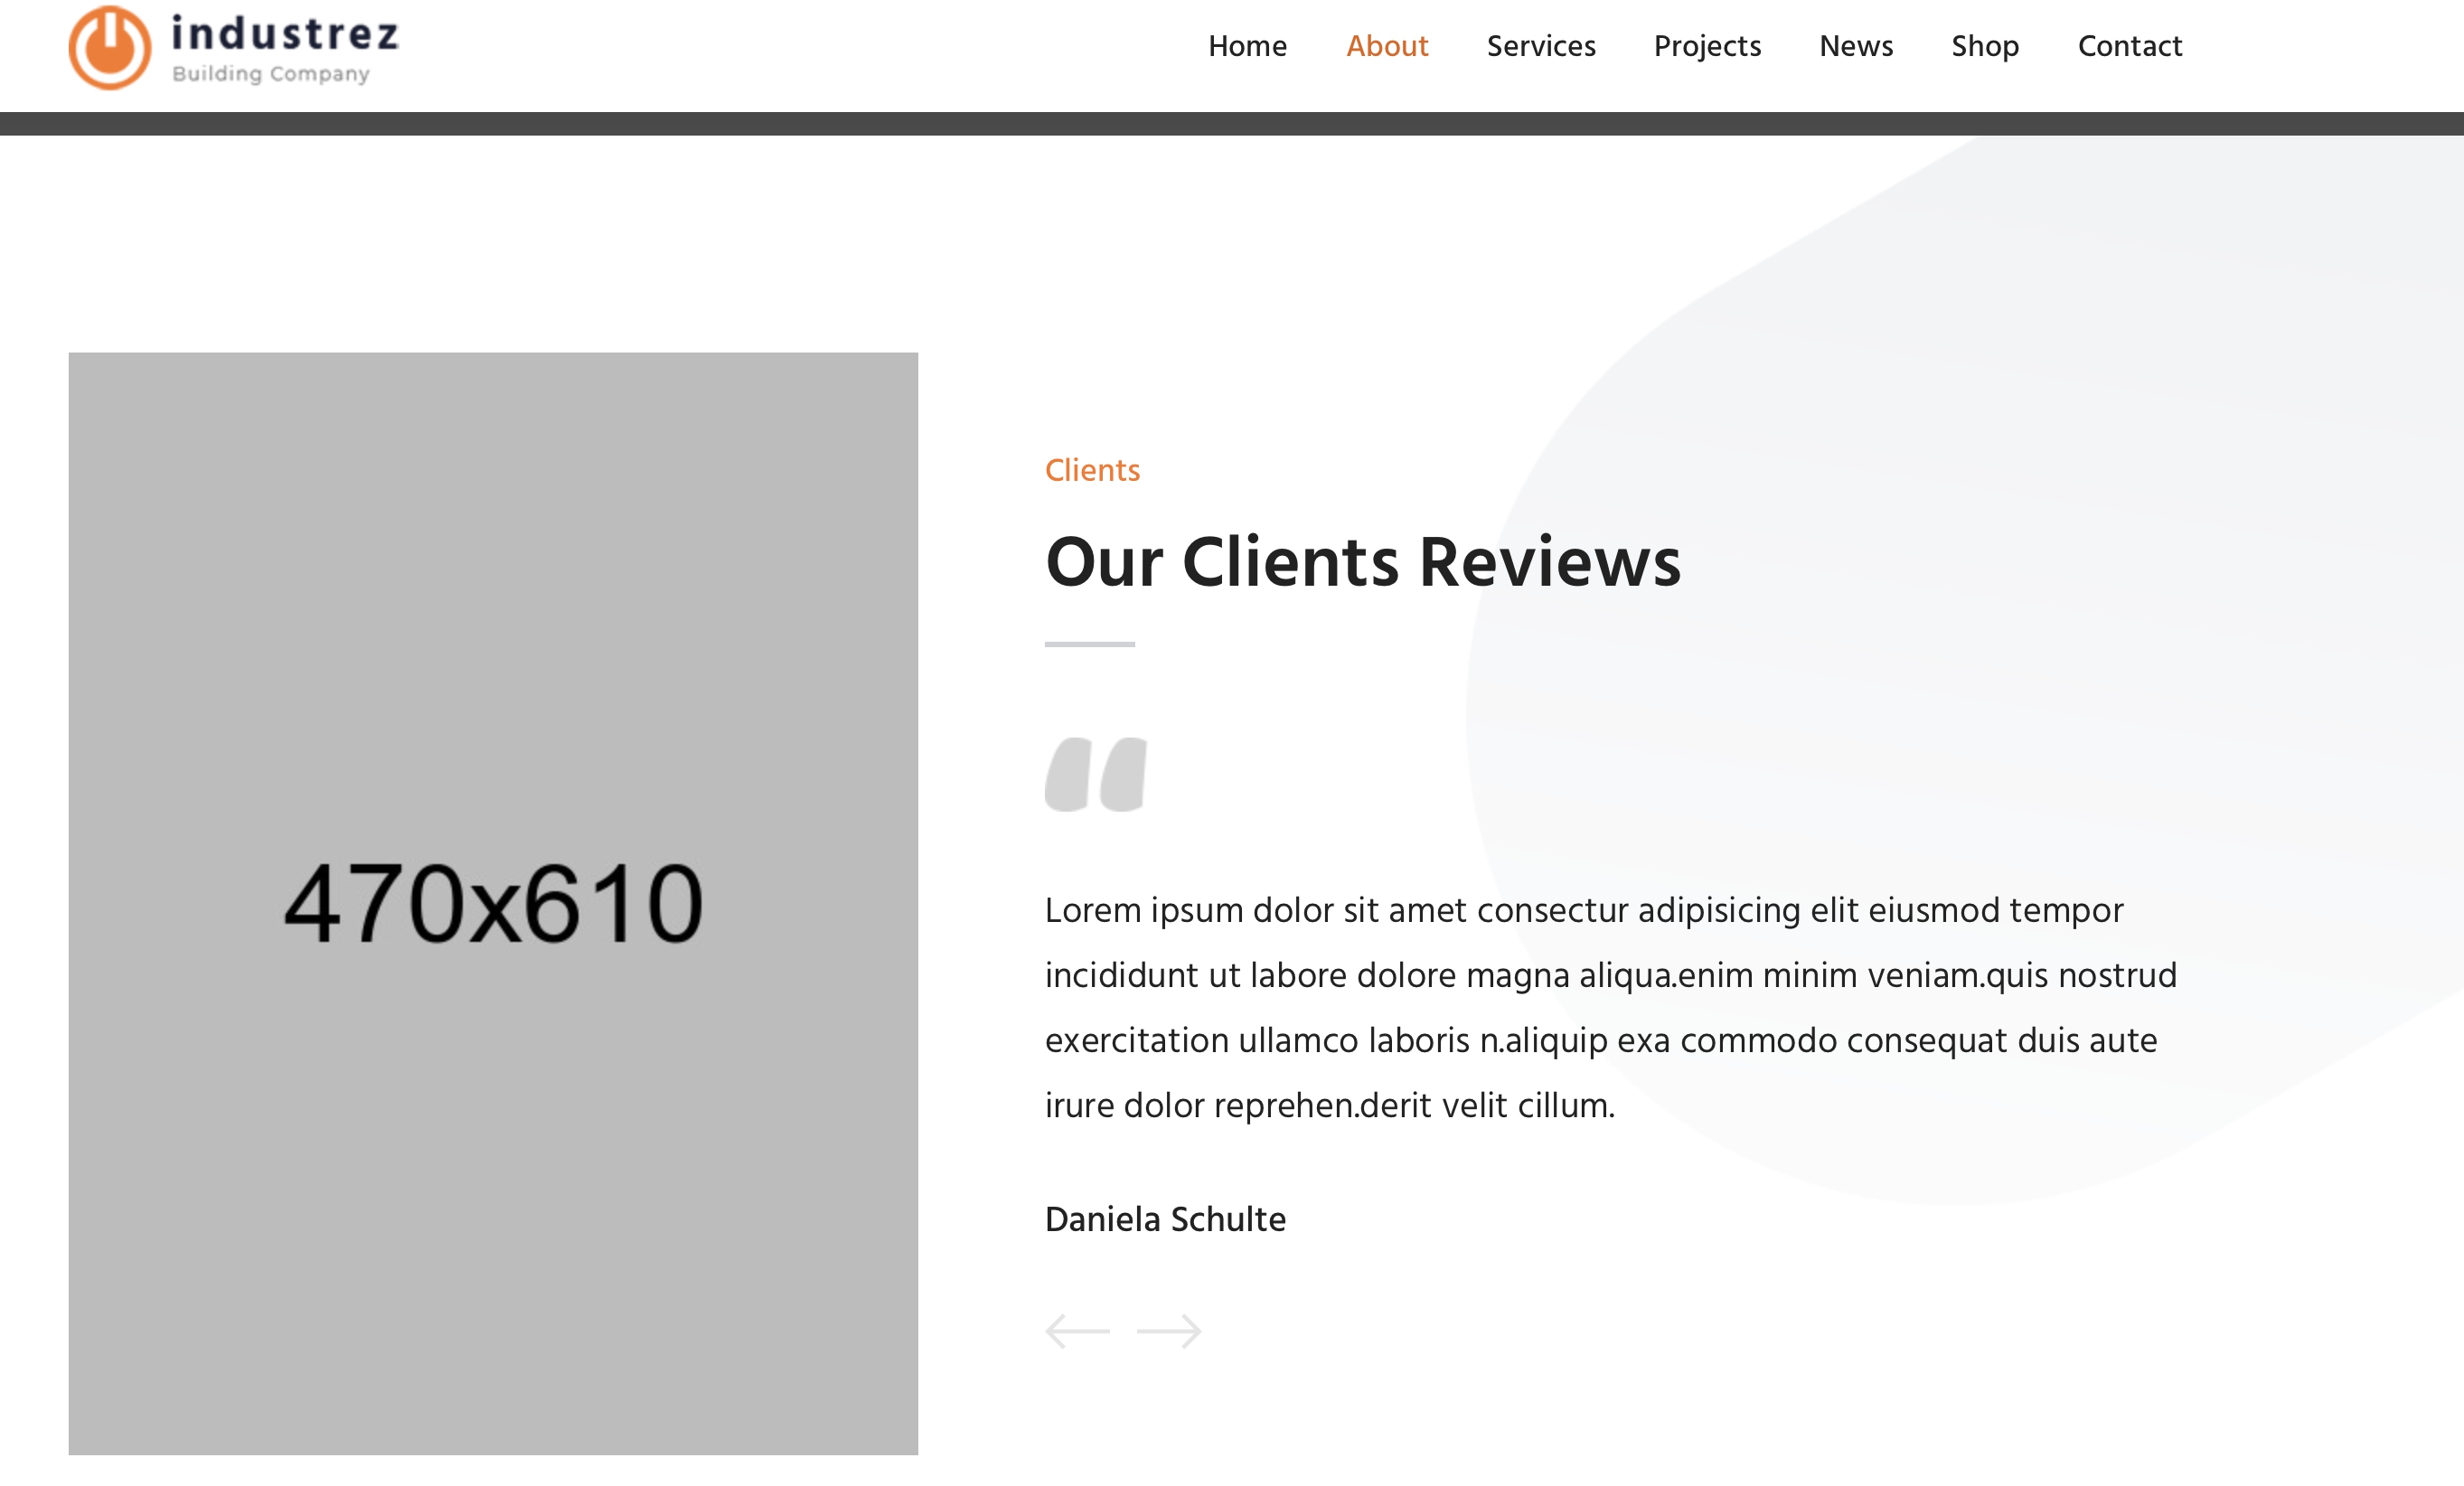 industrez
Building Company
Home About Services Projects News Shop Contact
470x610
Clients
Our Clients Reviews
“
Lorem ipsum dolor sit amet consectur adipisicing elit eiusmod tempor
incididunt ut labore dolore magna aliqua.enim minim veniam.quis nostrud
exercitation ullamco laboris n.aliquip exa commodo consequat duis aute
irure dolor reprehen.derit velit cillum.
Daniela Schulte